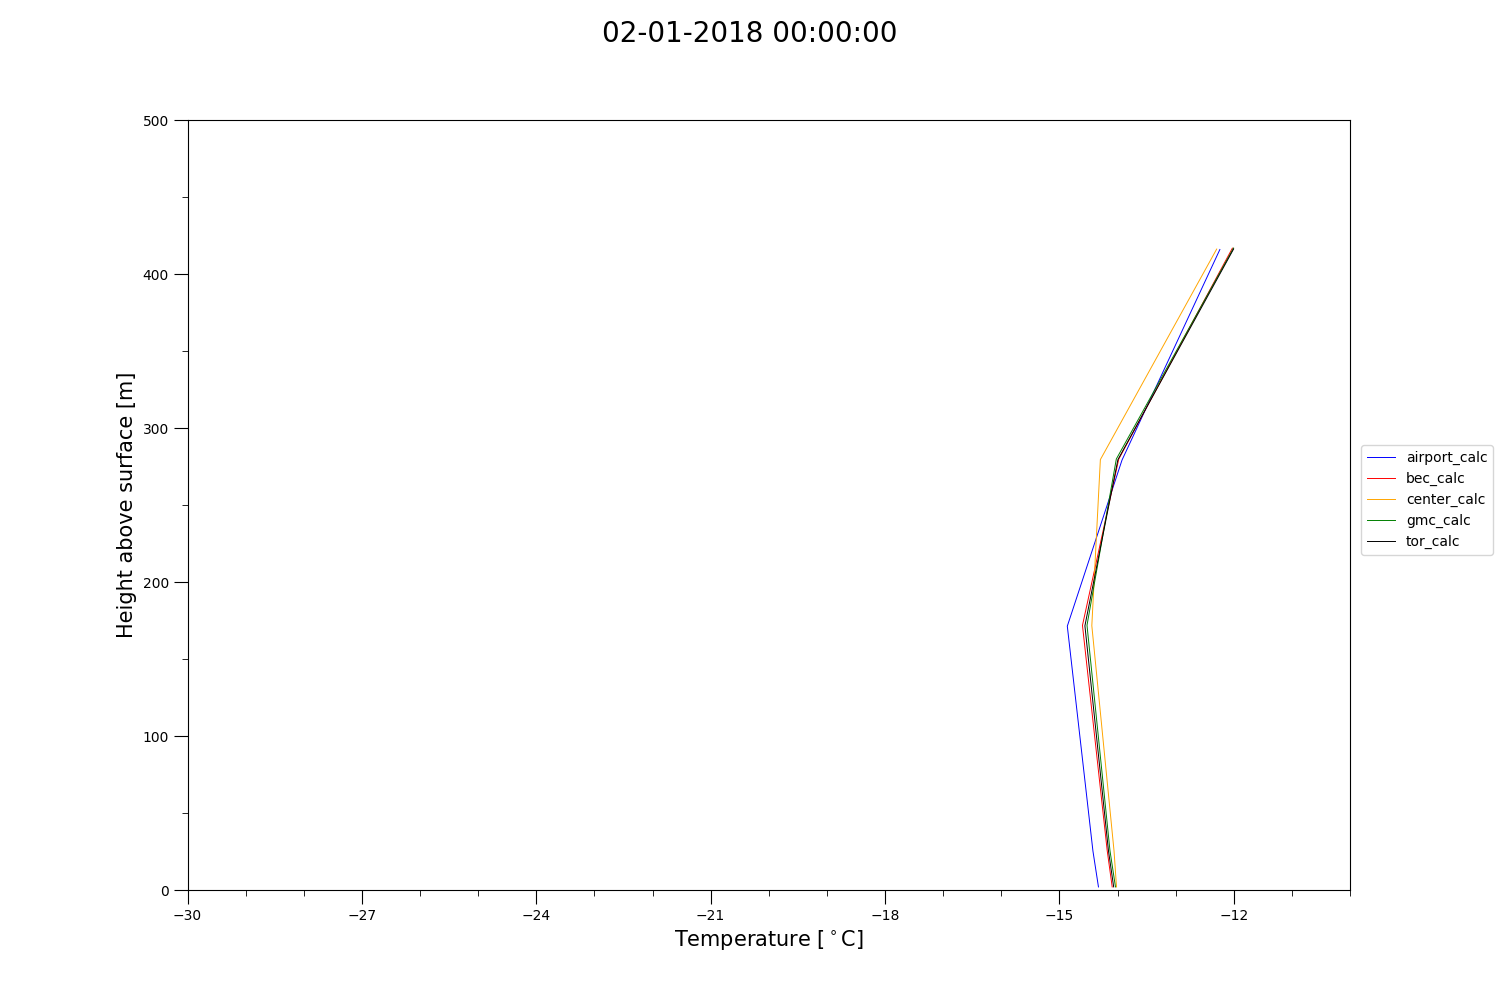 02-01-2018 00:00:00
500
400
300
200
100
0
Height above surface [m]
−30 −27 −24 −21 −18 −15 −12
Temperature [°C]
airport_calc
bec_calc
center_calc
gmc_calc
tor_calc